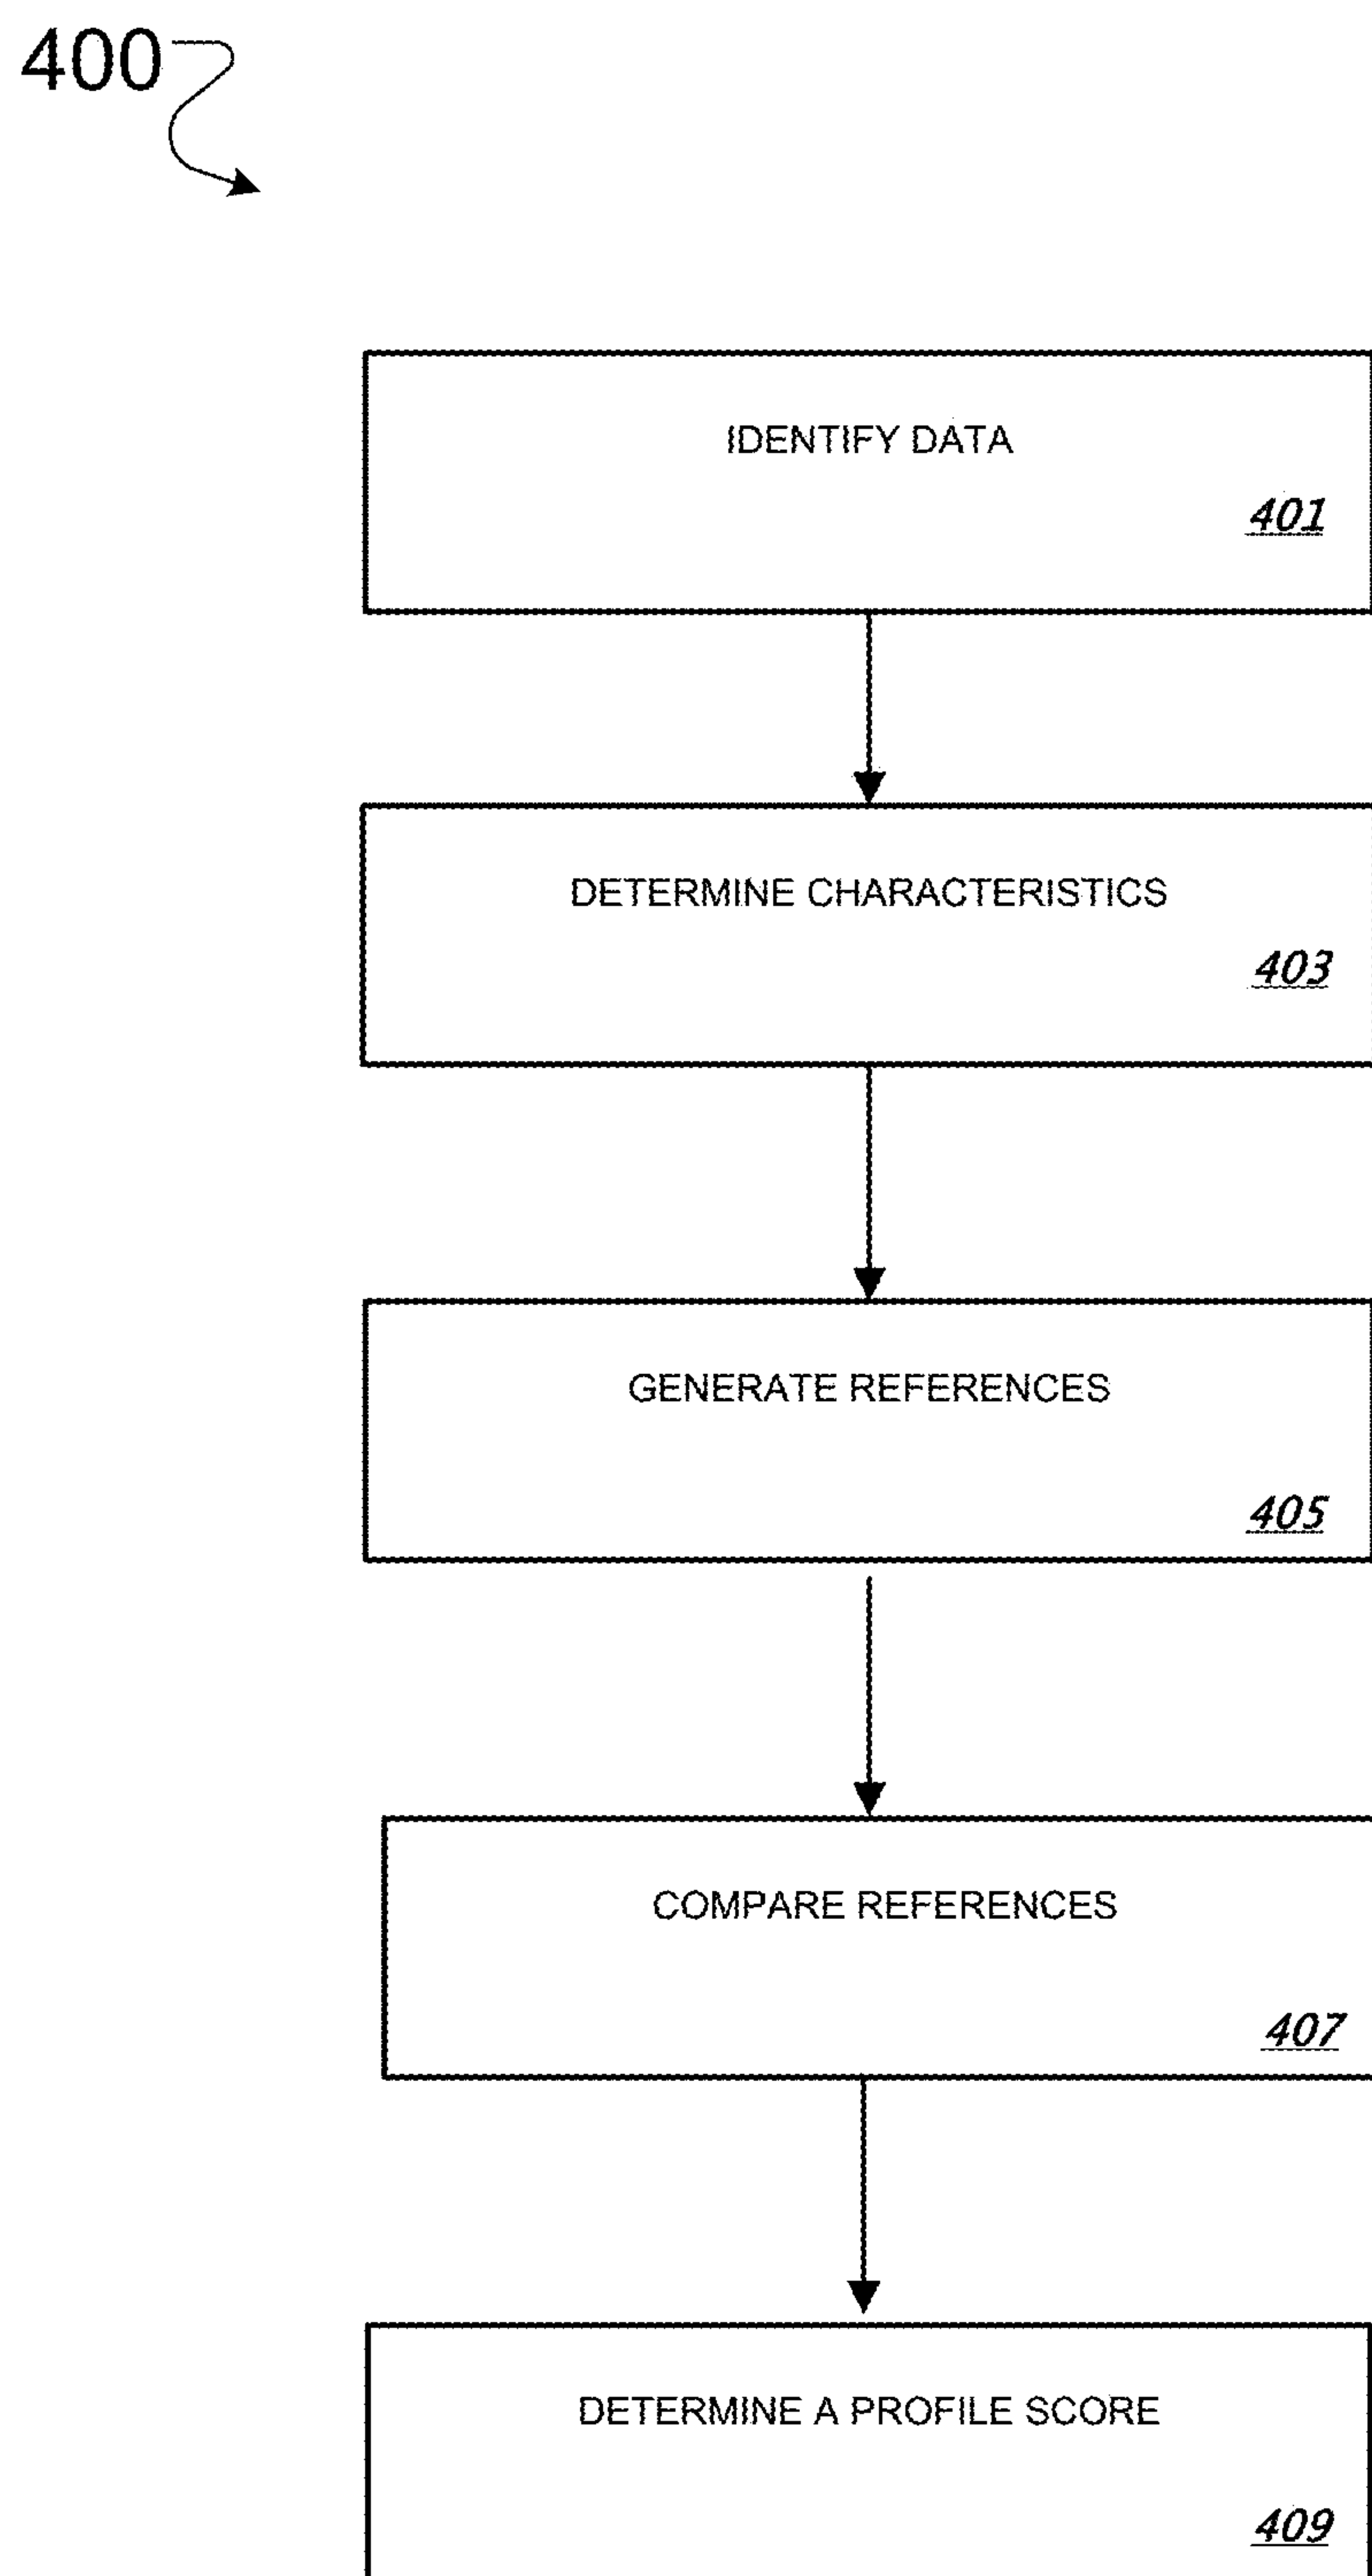 400
IDENTIFY DATA
401
DETERMINE CHARACTERISTICS
403
GENERATE REFERENCES
405
COMPARE REFERENCES
407
DETERMINE A PROFILE SCORE
409